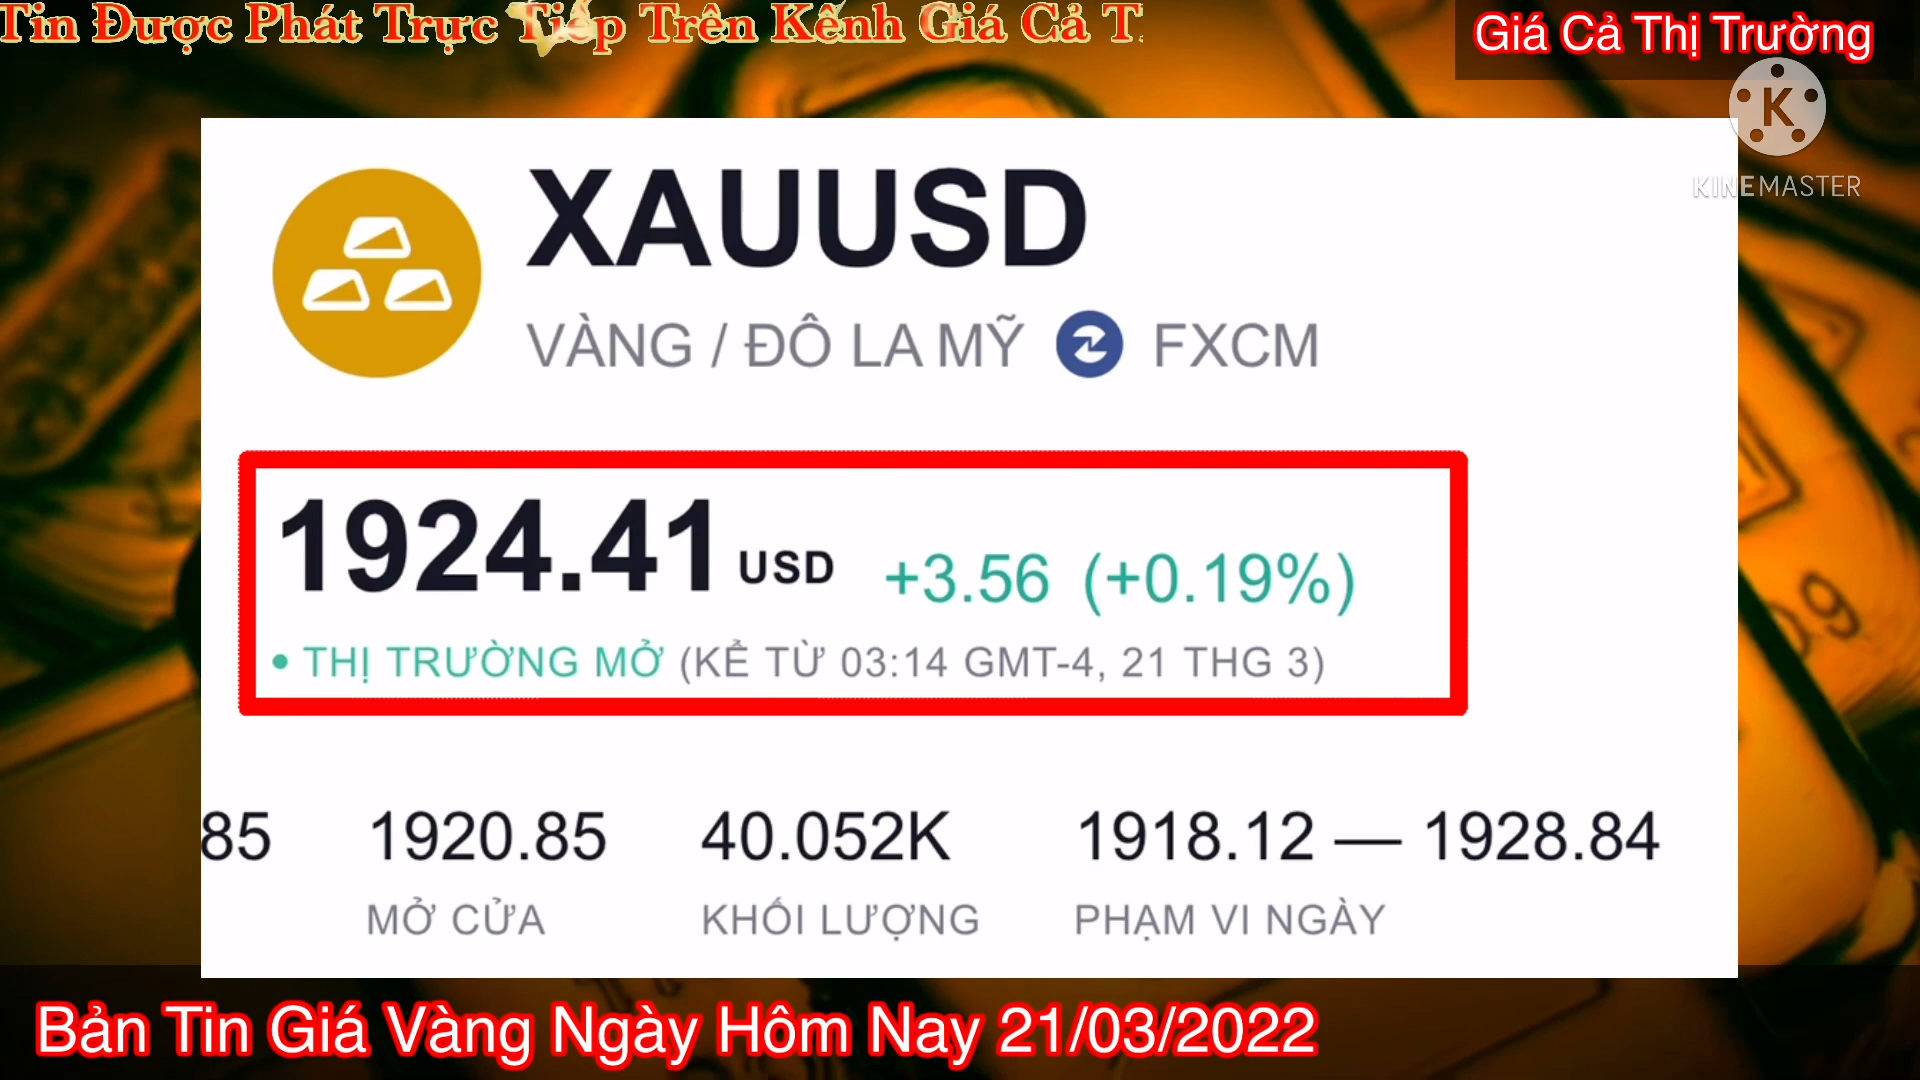 Tin Được Phát Trực Tiếp Trên Kênh Giá Cả T
Giá Cả Thị Trường
K
KINEMASTER
XAUUSD
VÀNG / ĐÔ LA MỸ FXCM
1924.41 USD +3.56 (+0.19%)
• THỊ TRƯỜNG MỞ (KỂ TỪ 03:14 GMT-4, 21 THG 3)
85 1920.85 40.052K 1918.12 — 1928.84
MỞ CỬA KHỐI LƯỢNG PHẠM VI NGÀY
Bản Tin Giá Vàng Ngày Hôm Nay 21/03/2022